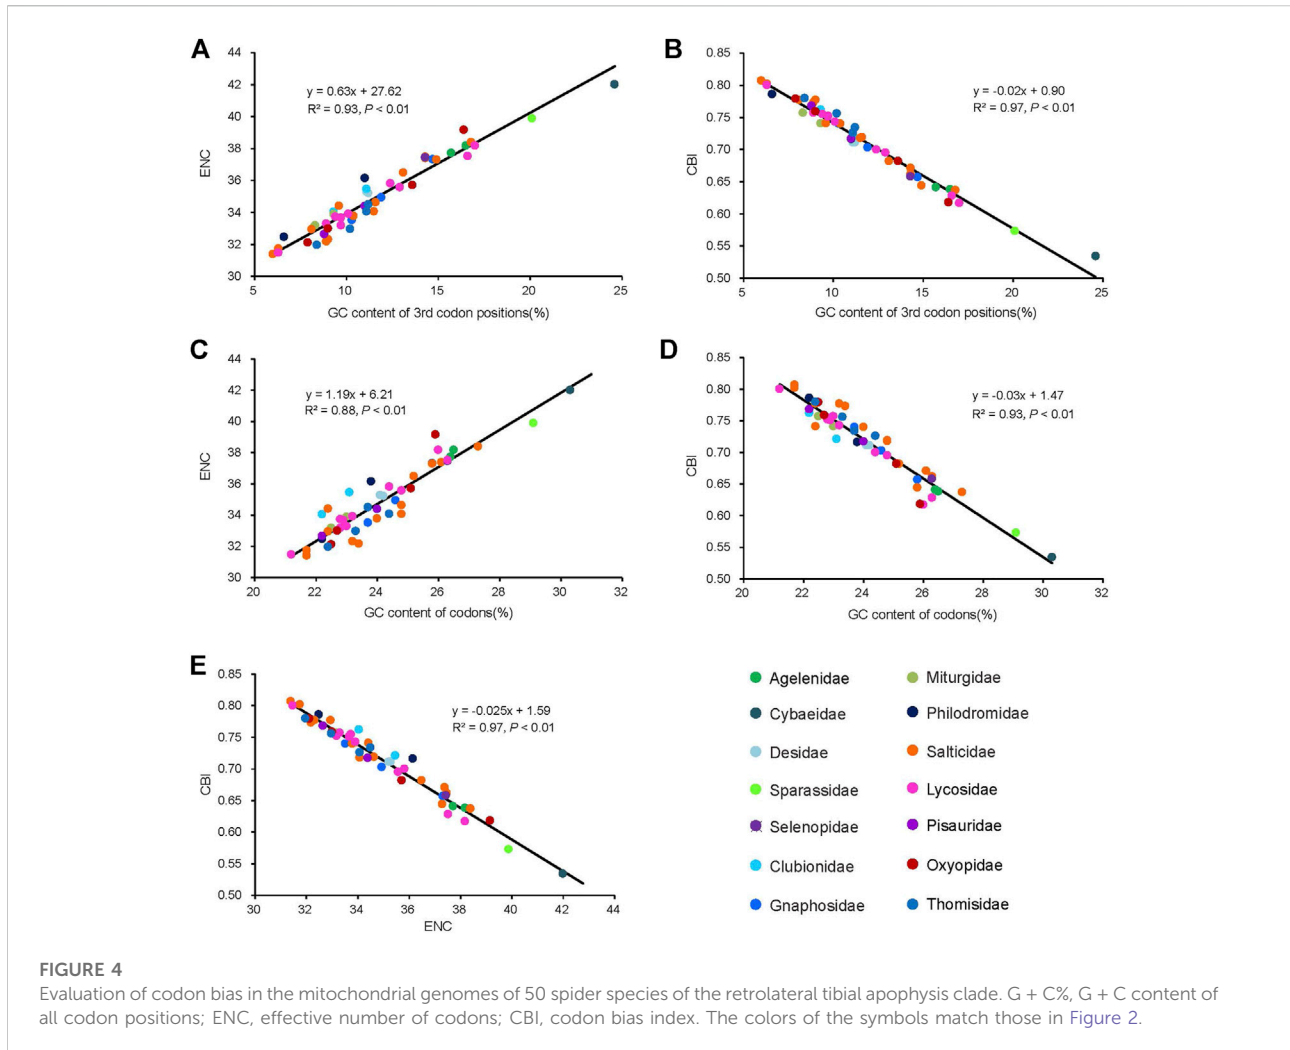 A
44
42
40
38
36
34
32
30
ENC
y = 0.63x + 27.62
R² = 0.93, P < 0.01
5
10
15
20
25
GC content of 3rd codon positions(%)
B
0.85
0.80
0.75
0.70
0.65
0.60
0.55
0.50
CBI
y = -0.02x + 0.90
R² = 0.97, P < 0.01
5
10
15
20
25
GC content of 3rd codon positions(%)
C
44
42
40
38
36
34
32
30
ENC
y = 1.19x + 6.21
R² = 0.88, P < 0.01
20
22
24
26
28
30
32
GC content of codons(%)
D
0.85
0.80
0.75
0.70
0.65
0.60
0.55
0.50
CBI
y = -0.03x + 1.47
R² = 0.93, P < 0.01
20
22
24
26
28
30
32
GC content of codons(%)
E
0.85
0.80
0.75
0.70
0.65
0.60
0.55
0.50
CBI
y = -0.025x + 1.59
R² = 0.97, P < 0.01
30
32
34
36
38
40
42
44
ENC
Agelenidae
Cybaeidae
Desidae
Sparassidae
Selenopidae
Clubionidae
Gnaphosidae
Miturgidae
Philodromidae
Salticidae
Lycosidae
Pisauridae
Oxyopidae
Thomisidae
FIGURE 4
Evaluation of codon bias in the mitochondrial genomes of 50 spider species of the retrolateral tibial apophysis clade. G + C%, G + C content of
all codon positions; ENC, effective number of codons; CBI, codon bias index. The colors of the symbols match those in Figure 2.